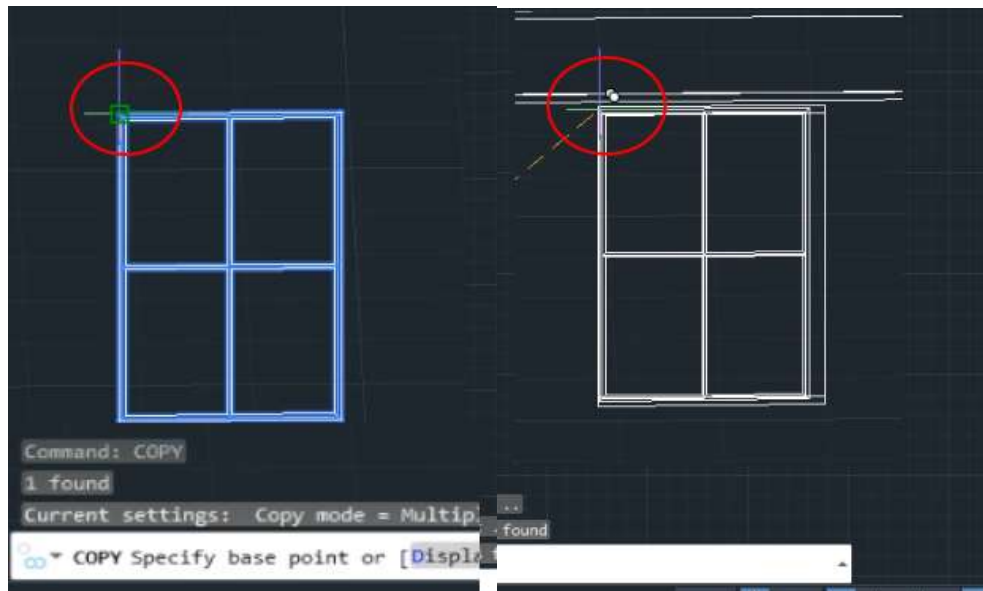 Command: COPY
1 found
Current settings: Copy mode = Multip
COPY Specify base point or [Displa
..
found